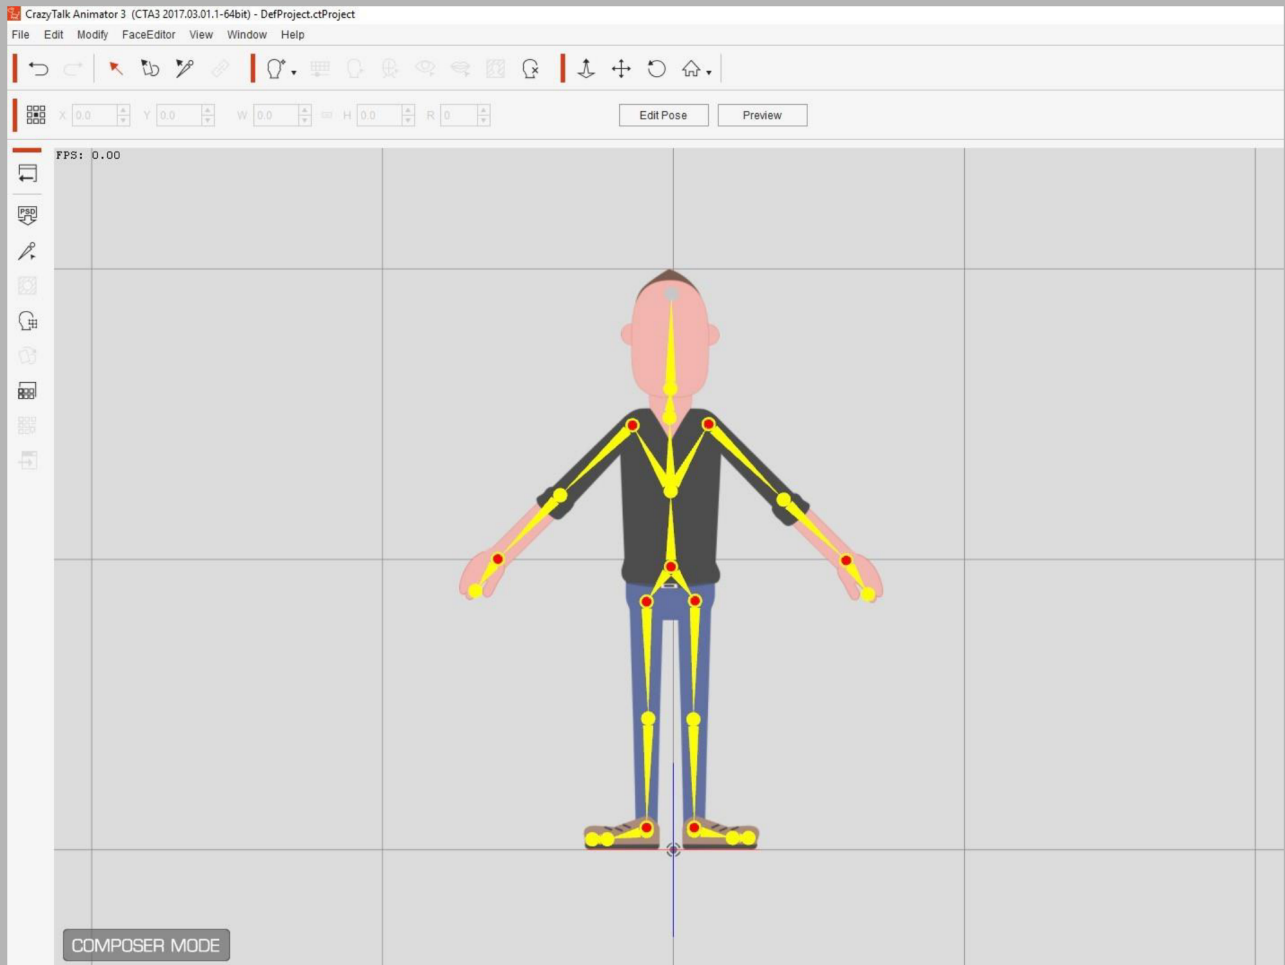 CrazyTalk Animator 3 (CTA3 2017.03.01.1-64bit) - DefProject.ctProject
File Edit Modify FaceEditor View Window Help
X 0.0 Y 0.0 W 0.0 H 0.0 R 0 Edit Pose Preview
FPS: 0.00
PSD
COMPOSER MODE